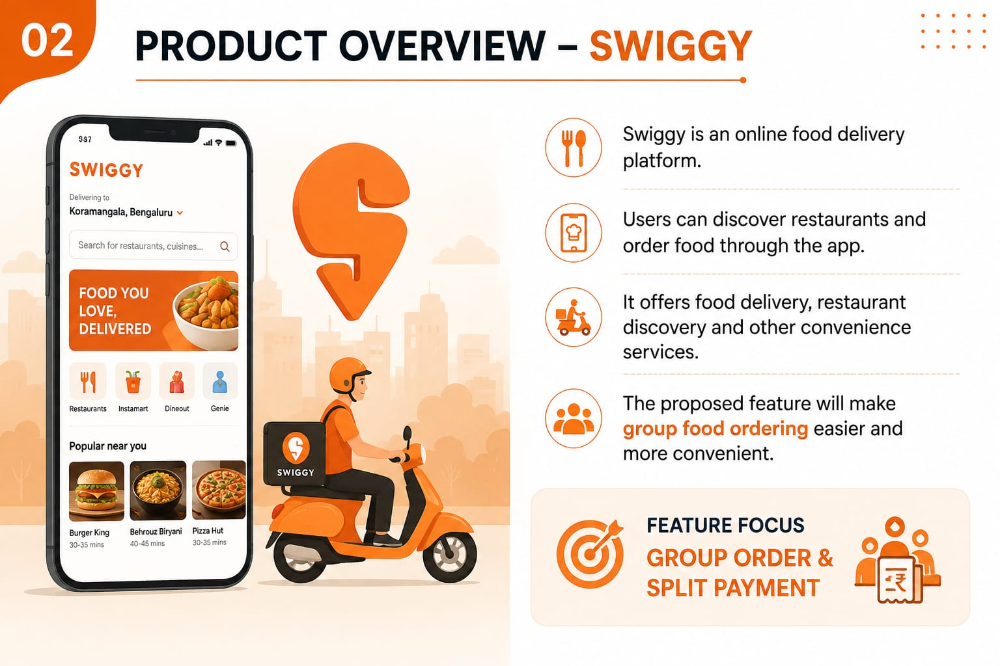 02
PRODUCT OVERVIEW – SWIGGY
SWIGGY
Delivering to
Koramangala, Bengaluru
Search for restaurants, cuisines...
FOOD YOU
LOVE,
DELIVERED
Restaurants Instamart Dineout Genie
Popular near you
Burger King Behrouz Biryani Pizza Hut
30-35 mins 40-45 mins 30-35 mins
SWIGGY
Swiggy is an online food delivery
platform.
Users can discover restaurants and
order food through the app.
It offers food delivery, restaurant
discovery and other convenience
services.
The proposed feature will make
group food ordering easier and
more convenient.
FEATURE FOCUS
GROUP ORDER &
SPLIT PAYMENT
₹